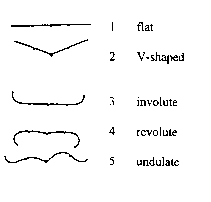 1 flat
2 V-shaped
3 involute
4 revolute
5 undulate